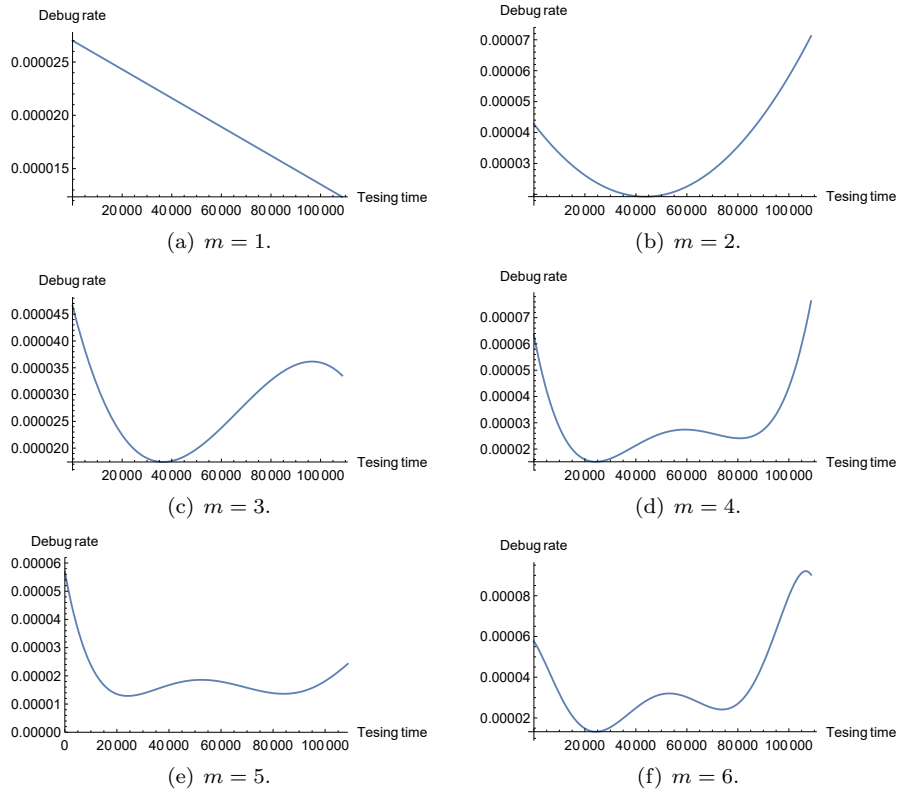 Debug rate
0.000025
0.000020
0.000015
20000 40000 60000 80000 100000
Tesing time
(a) m = 1.
Debug rate
0.00007
0.00006
0.00005
0.00004
0.00003
20000 40000 60000 80000 100000
Tesing time
(b) m = 2.
Debug rate
0.000045
0.000040
0.000035
0.000030
0.000025
0.000020
20000 40000 60000 80000 100000
Tesing time
(c) m = 3.
Debug rate
0.00007
0.00006
0.00005
0.00004
0.00003
0.00002
20000 40000 60000 80000 100000
Tesing time
(d) m = 4.
Debug rate
0.00006
0.00005
0.00004
0.00003
0.00002
0.00001
0.00000
0 20000 40000 60000 80000 100000
Tesing time
(e) m = 5.
Debug rate
0.00008
0.00006
0.00004
0.00002
20000 40000 60000 80000 100000
Tesing time
(f) m = 6.